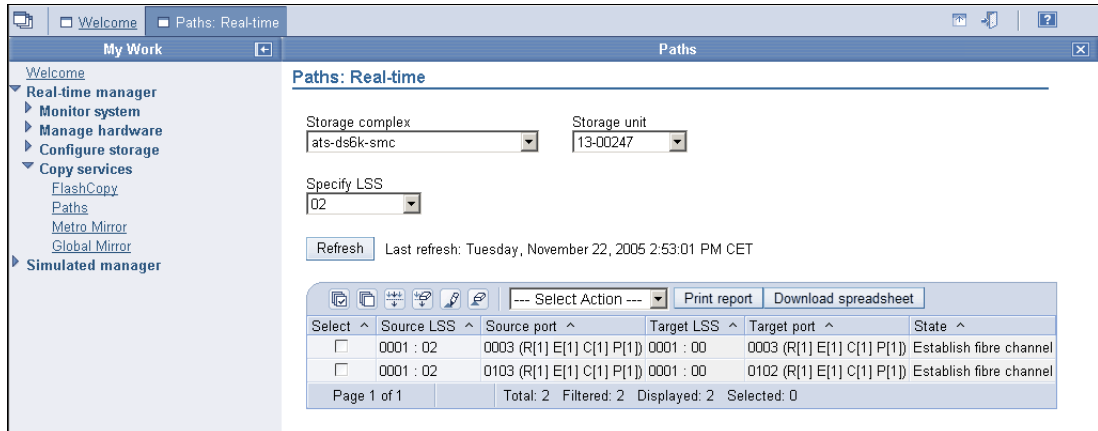 Welcome
Paths: Real-time
?
My Work
Paths
Welcome
Real-time manager
Monitor system
Manage hardware
Configure storage
Copy services
FlashCopy
Paths
Metro Mirror
Global Mirror
Simulated manager
Paths: Real-time
Storage complex Storage unit
ats-ds6k-smc 13-00247
Specify LSS
02
Refresh Last refresh: Tuesday, November 22, 2005 2:53:01 PM CET
--- Select Action --- Print report Download spreadsheet
Select ^ Source LSS ^ Source port ^ Target LSS ^ Target port ^ State ^
0001 : 02 0003 (R[1] E[1] C[1] P[1]) 0001 : 00 0003 (R[1] E[1] C[1] P[1]) Establish fibre channel
0001 : 02 0103 (R[1] E[1] C[1] P[1]) 0001 : 00 0102 (R[1] E[1] C[1] P[1]) Establish fibre channel
Page 1 of 1 Total: 2 Filtered: 2 Displayed: 2 Selected: 0